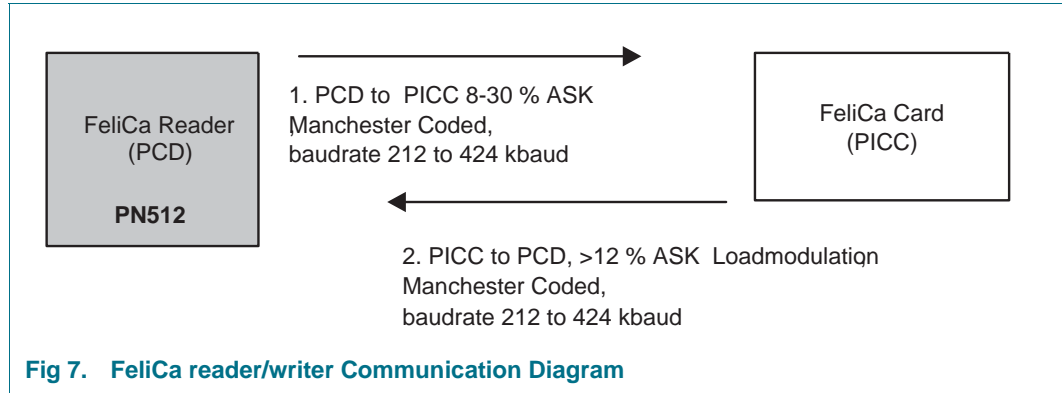 FeliCa Reader
(PCD)
PN512
1. PCD to PICC 8-30 % ASK
Manchester Coded,
baudrate 212 to 424 kbaud
FeliCa Card
(PICC)
2. PICC to PCD, >12 % ASK Loadmodulation,
Manchester Coded,
baudrate 212 to 424 kbaud
Fig 7. FeliCa reader/writer Communication Diagram